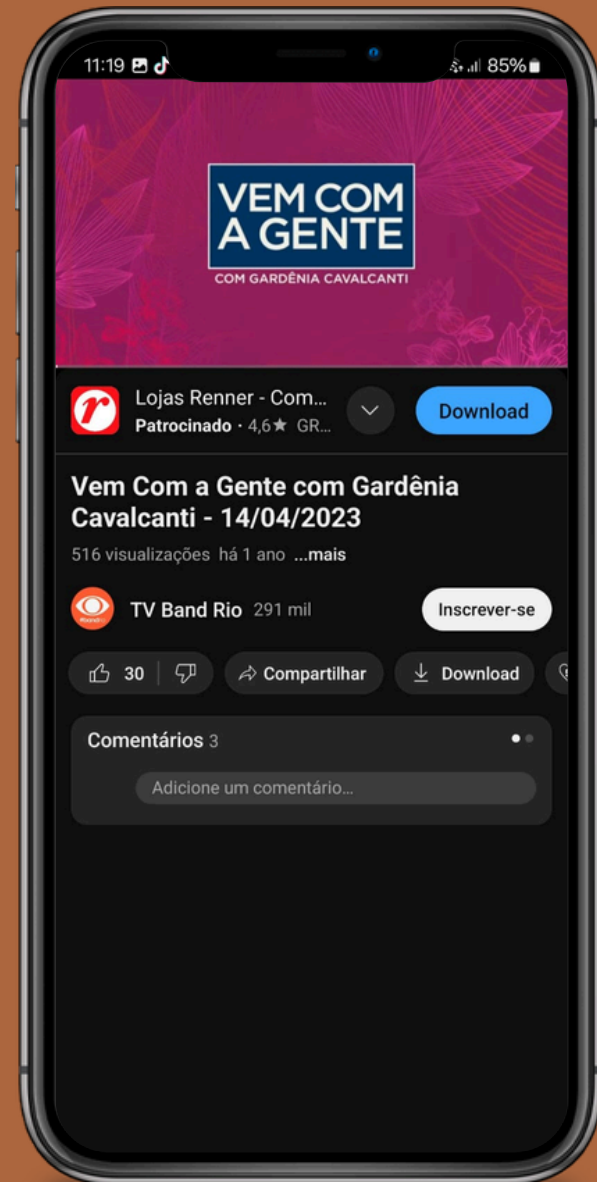 11:19
85%
VEM COM
A GENTE
COM GARDÊNIA CAVALCANTI
r
Lojas Renner - Com...
Patrocinado · 4,6★ GR...
Download
Vem Com a Gente com Gardênia
Cavalcanti - 14/04/2023
516 visualizações há 1 ano ...mais
TV Band Rio 291 mil
Inscrever-se
30
Compartilhar
Download
Comentários 3
Adicione um comentário...